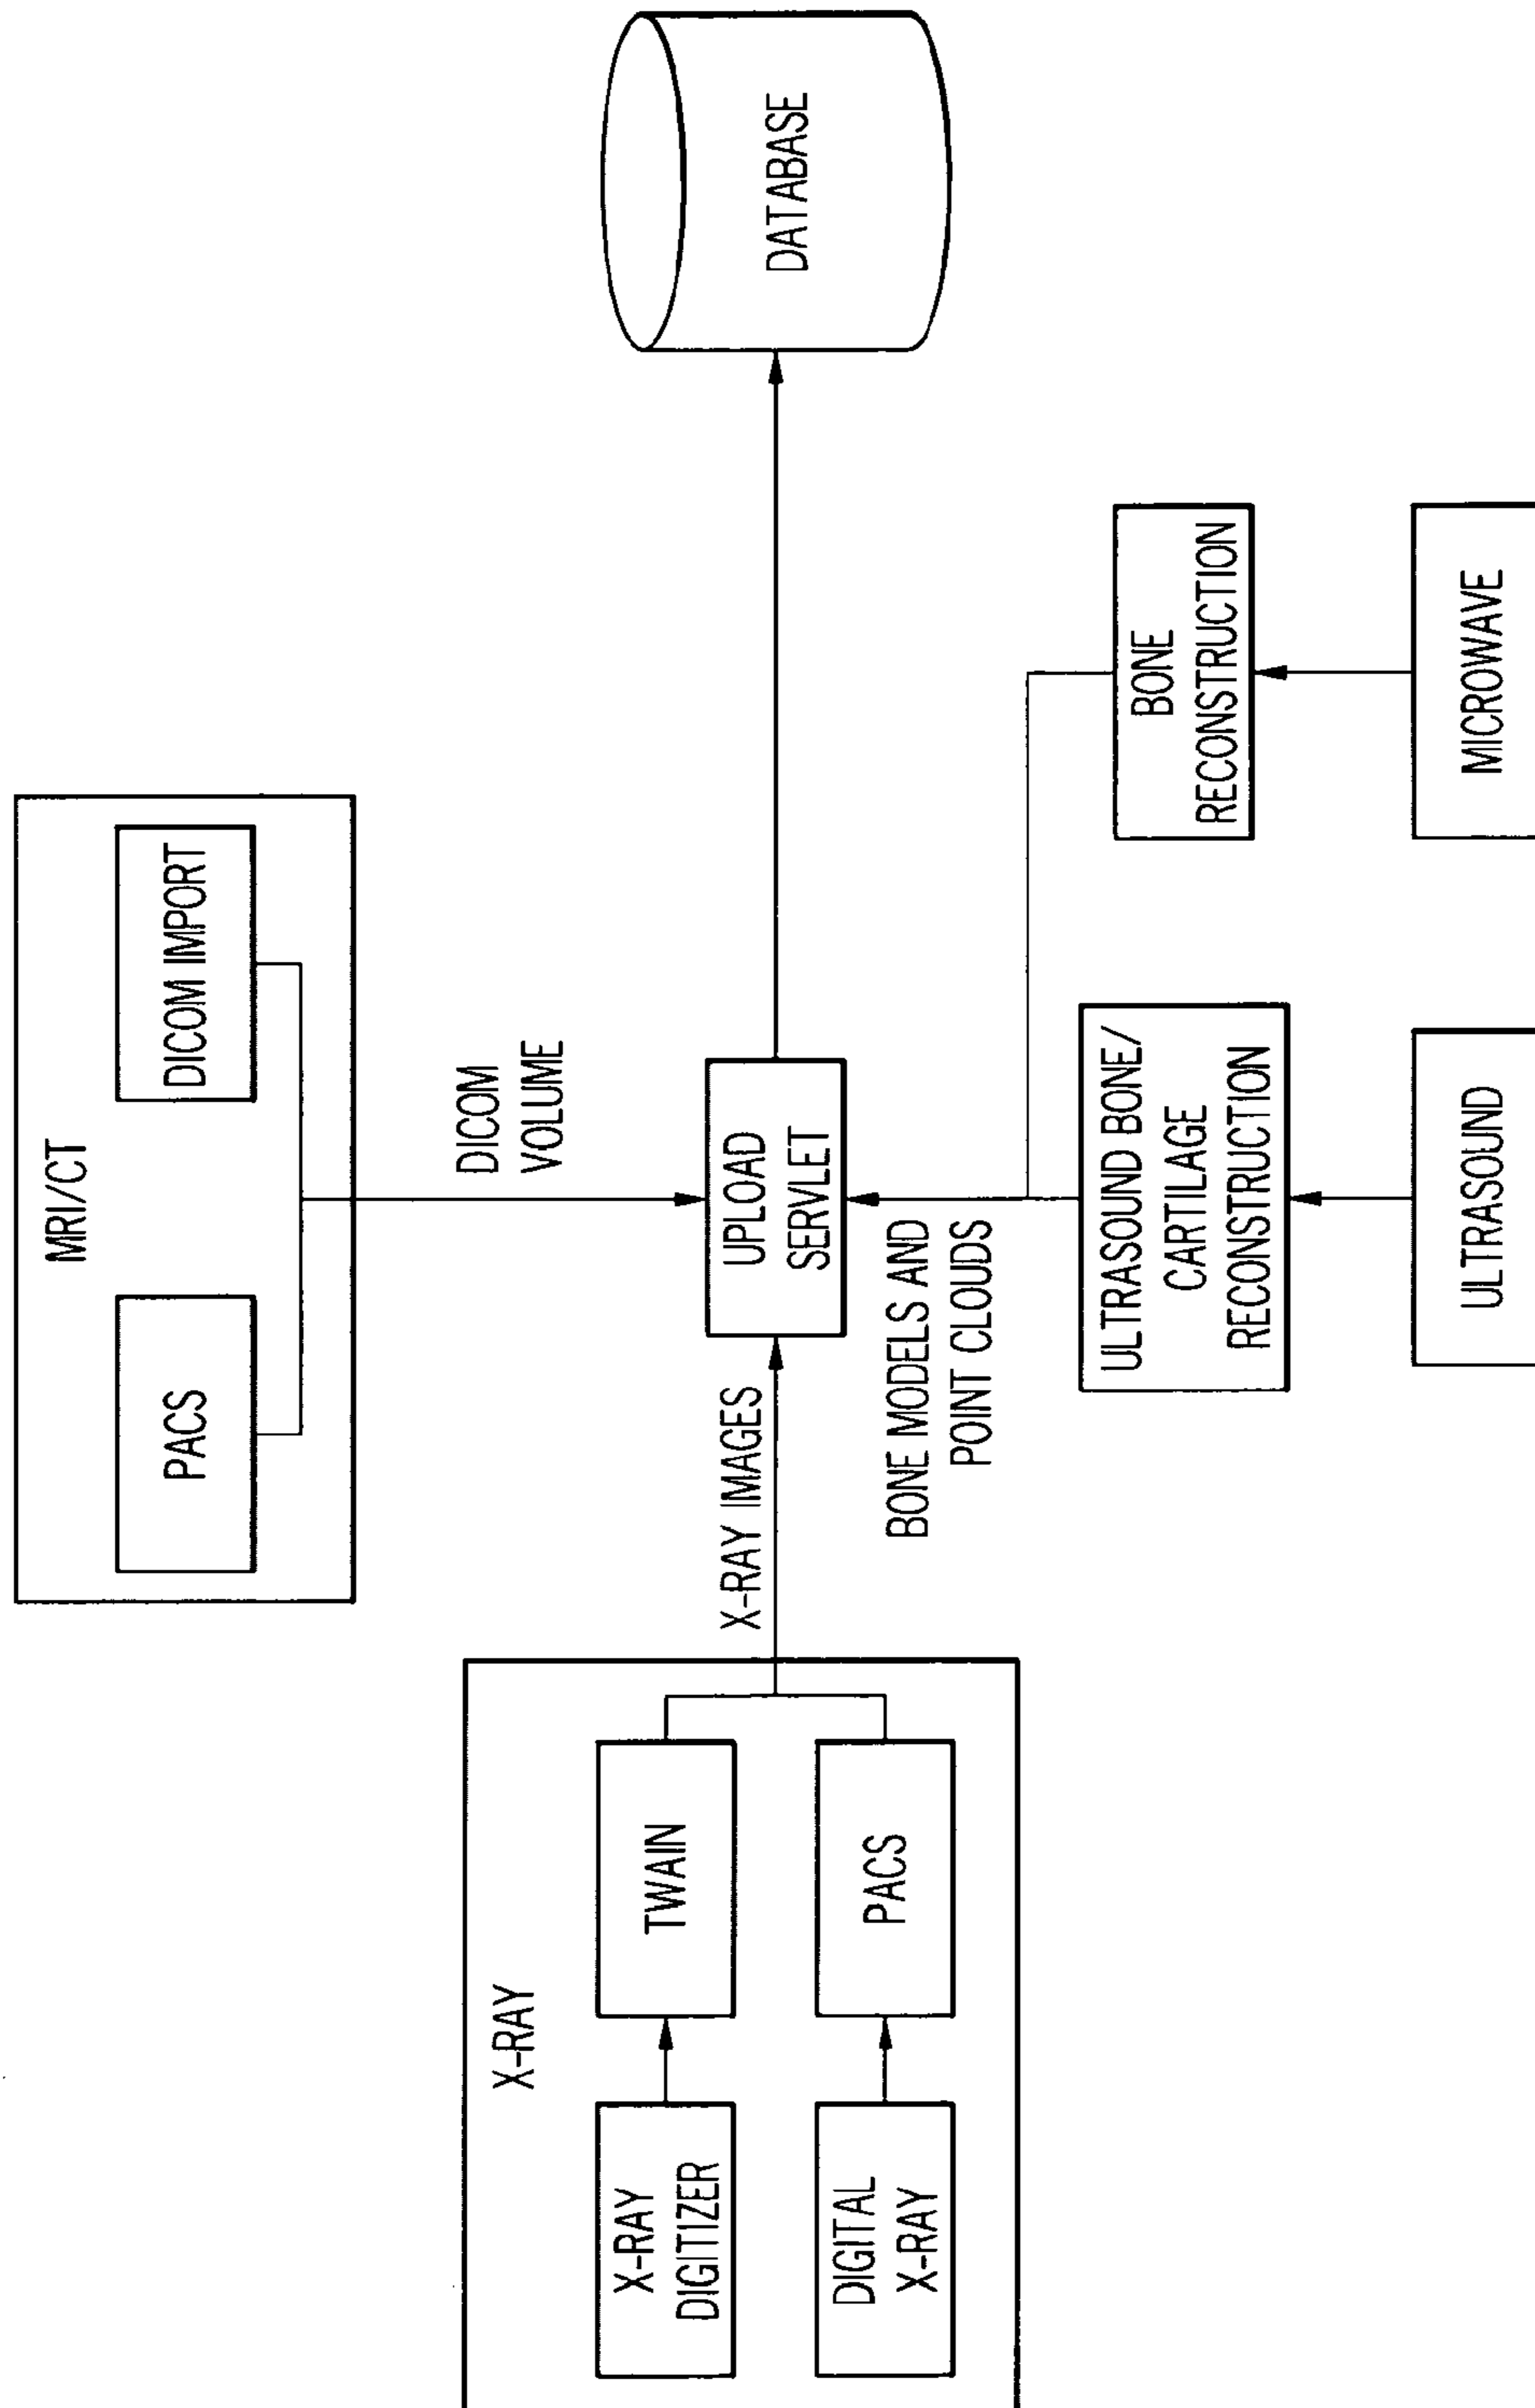 MRI/CT
PACS
DICOM IMPORT
DICOM
VOLUME
X-RAY
X-RAY
DIGITIZER
TWAIN
DIGITAL
X-RAY
PACS
X-RAY IMAGES
UPLOAD
SERVLET
DATABASE
BONE MODELS AND
POINT CLOUDS
ULTRASOUND BONE/
CARTILAGE
RECONSTRUCTION
BONE
RECONSTRUCTION
ULTRASOUND
MICROWAVE